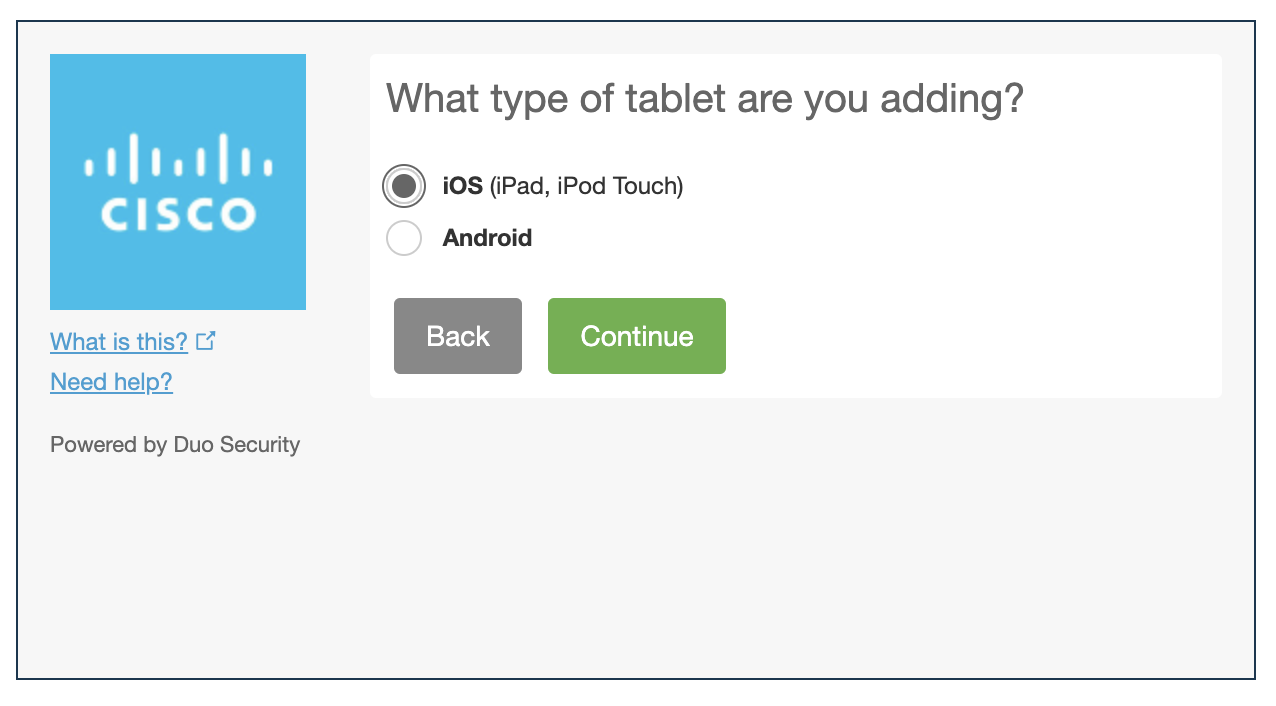 CISCO
What is this?
Need help?
Powered by Duo Security
What type of tablet are you adding?
iOS (iPad, iPod Touch)
Android
Back
Continue